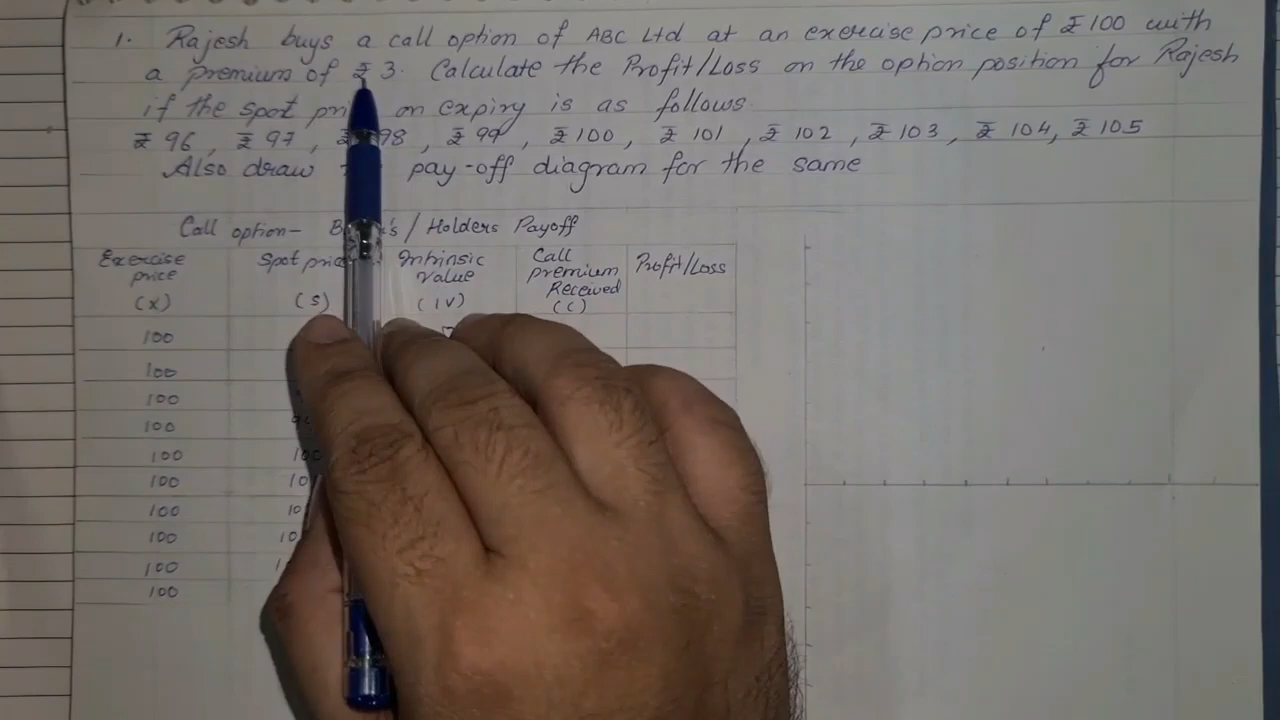 1. Rajesh buys a call option of ABC Ltd at an exercise price of ₹100 with
a premium of ₹ 3. Calculate the Profit/Loss on the option position for Rajesh
if the spot on expiry is as follows
₹ 96, ₹ 97, ₹ 98, ₹ 99, ₹ 100, ₹ 101, ₹ 102, ₹ 103, ₹ 104, ₹ 105
Also draw pay-off diagram for the same
Call option- / Holders Payoff
Exercise price (X) Spot (S) Intrinsic Value (IV) Call premium Received (C) Profit/Loss
100
100
100
100
100
100
100
100
100
100